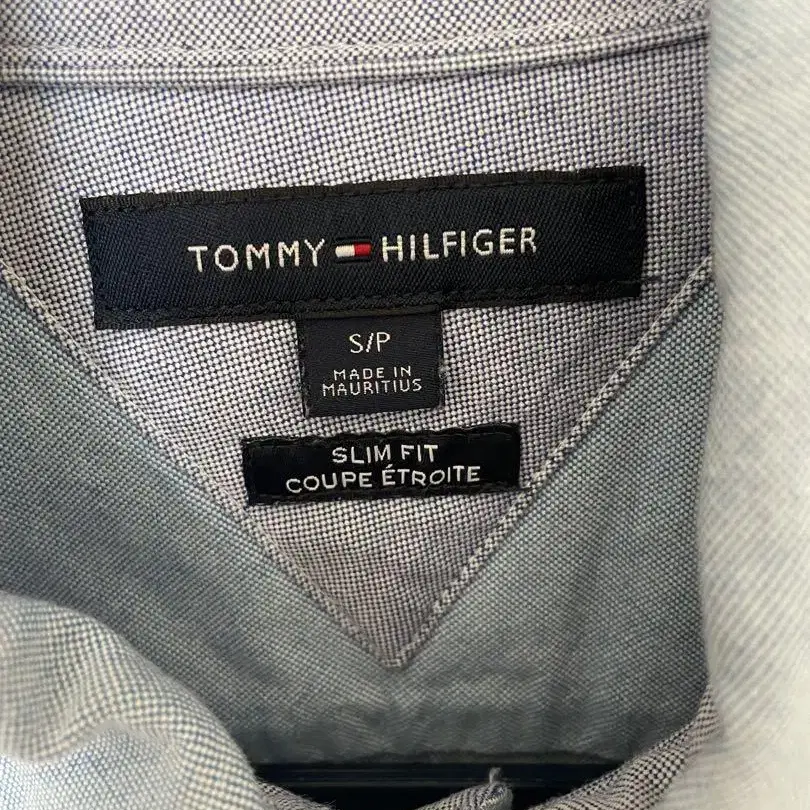 TOMMY HILFIGER
S/P
MADE IN
MAURITIUS
SLIM FIT
COUPE ÉTROITE